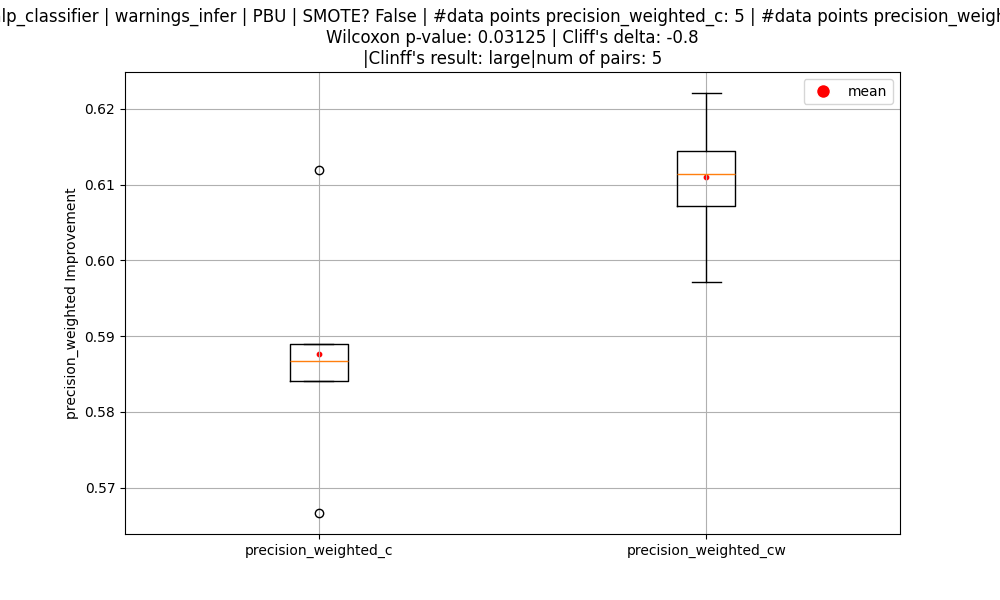 lp_classifier | warnings_infer | PBU | SMOTE? False | #data points precision_weighted_c: 5 | #data points precision_weigh
Wilcoxon p-value: 0.03125 | Cliff's delta: -0.8
|Clinff's result: large|num of pairs: 5
mean
precision_weighted Improvement
0.62
0.61
0.60
0.59
0.58
0.57
precision_weighted_c
precision_weighted_cw